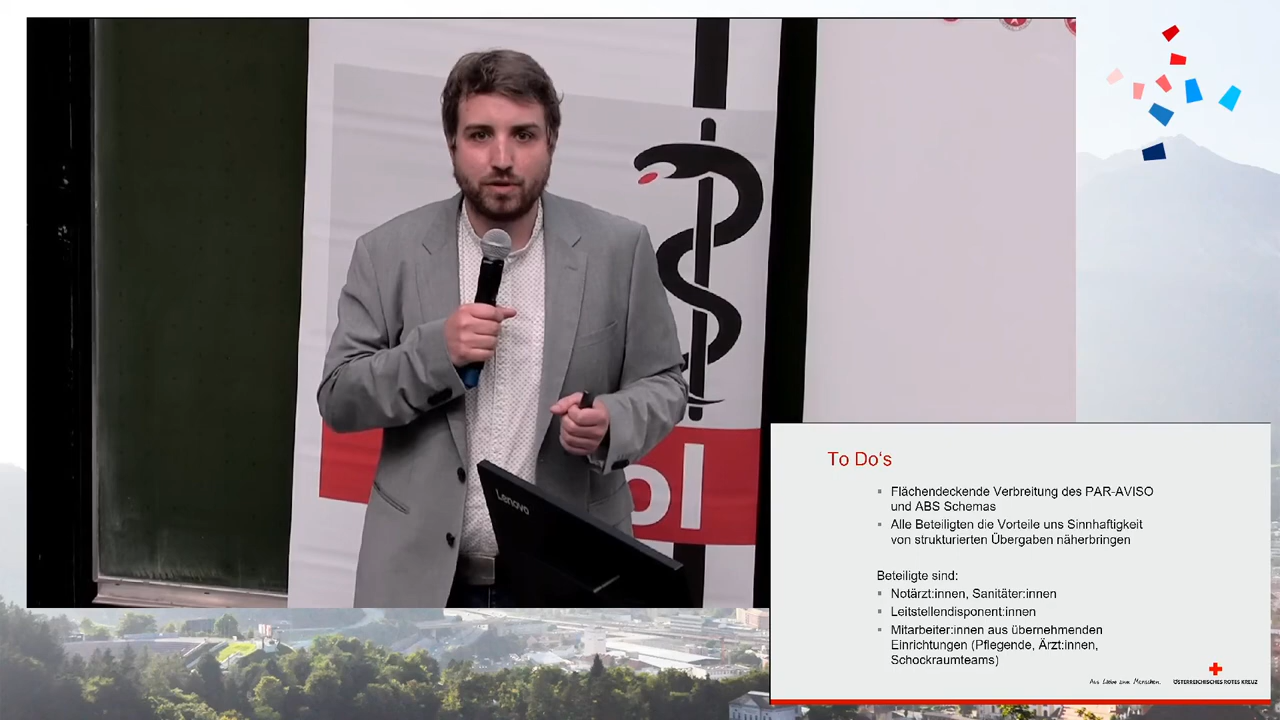 Lenovo
ol
To Do's
Flächendeckende Verbreitung des PAR-AVISO
und ABS Schemas
Alle Beteiligten die Vorteile uns Sinnhaftigkeit
von strukturierten Übergaben näherbringen
Beteiligte sind:
Notärzt:innen, Sanitäter:innen
Leitstellendisponent:innen
Mitarbeiter:innen aus übernehmenden
Einrichtungen (Pflegende, Ärzt:innen,
Schockraumteams)
Aus Liebe zum Menschen.
ÖSTERREICHISCHES ROTES KREUZ